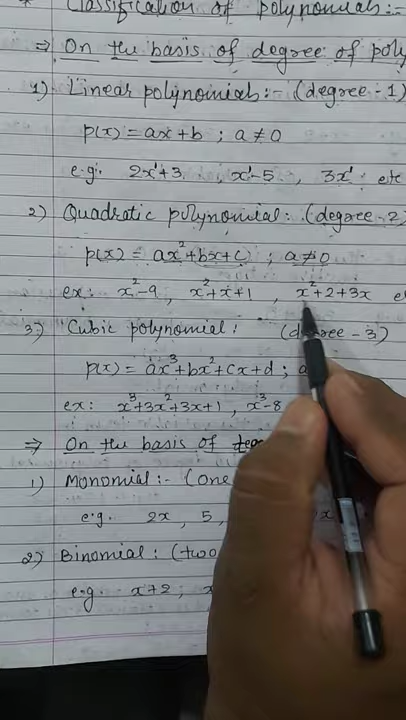 * Classification of polynomials:-
⇒ On the basis of degree of poly
1) Linear polynomials:- (degree-1)
p(x) = ax+b ; a≠0
e.g. 2x¹+3, x¹-5, 3x¹ etc
2) Quadratic polynomial: (degree-2
p(x) = ax²+bx+c ; a≠0
ex: x²-9, x²+x+1, x²+2+3x
3) Cubic polynomial: (degree-3)
p(x) = ax³+bx²+cx+d ; a
ex: x³+3x²+3x+1, x³-8
⇒ On the basis of
1) Monomial:- (one
e.g. 2x, 5, x
2) Binomial: (two
e.g. x+2;